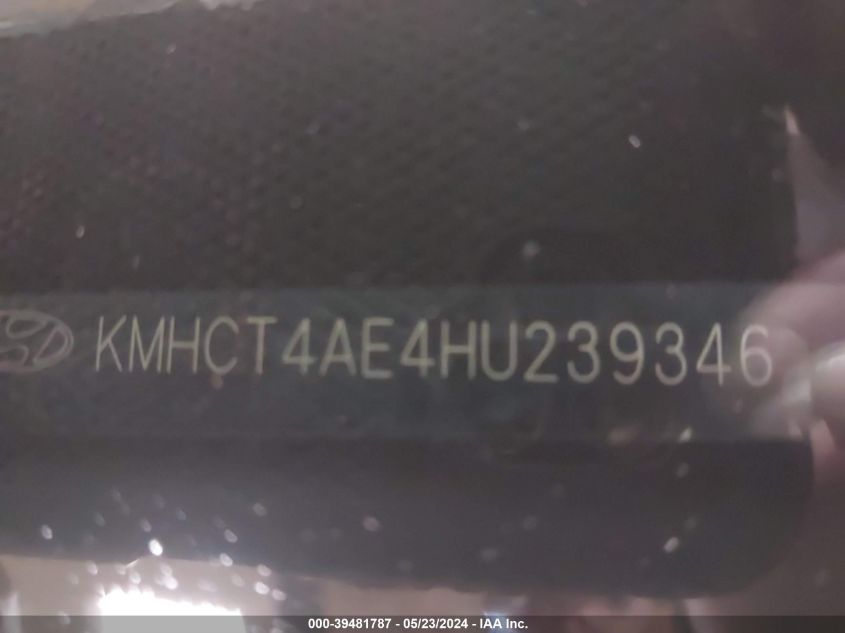 KMHCT4AE4HU239346
000-39481787 - 05/23/2024 - IAA Inc.